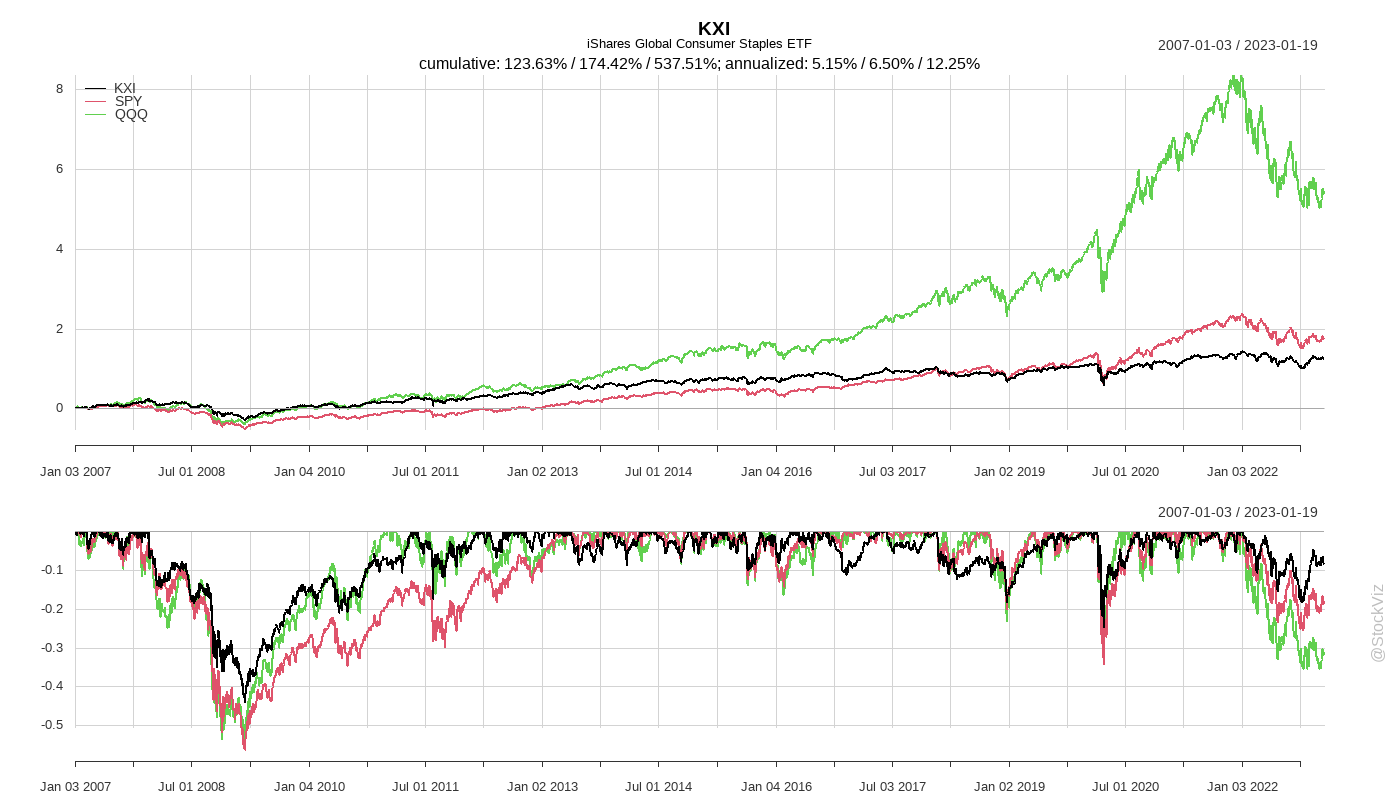 KXI
iShares Global Consumer Staples ETF
2007-01-03 / 2023-01-19
cumulative: 123.63% / 174.42% / 537.51%; annualized: 5.15% / 6.50% / 12.25%
KXI
SPY
QQQ
8
6
4
2
0
Jan 03 2007 Jul 01 2008 Jan 04 2010 Jul 01 2011 Jan 02 2013 Jul 01 2014 Jan 04 2016 Jul 03 2017 Jan 02 2019 Jul 01 2020 Jan 03 2022
2007-01-03 / 2023-01-19
-0.1
-0.2
-0.3
-0.4
-0.5
Jan 03 2007 Jul 01 2008 Jan 04 2010 Jul 01 2011 Jan 02 2013 Jul 01 2014 Jan 04 2016 Jul 03 2017 Jan 02 2019 Jul 01 2020 Jan 03 2022
@StockViz